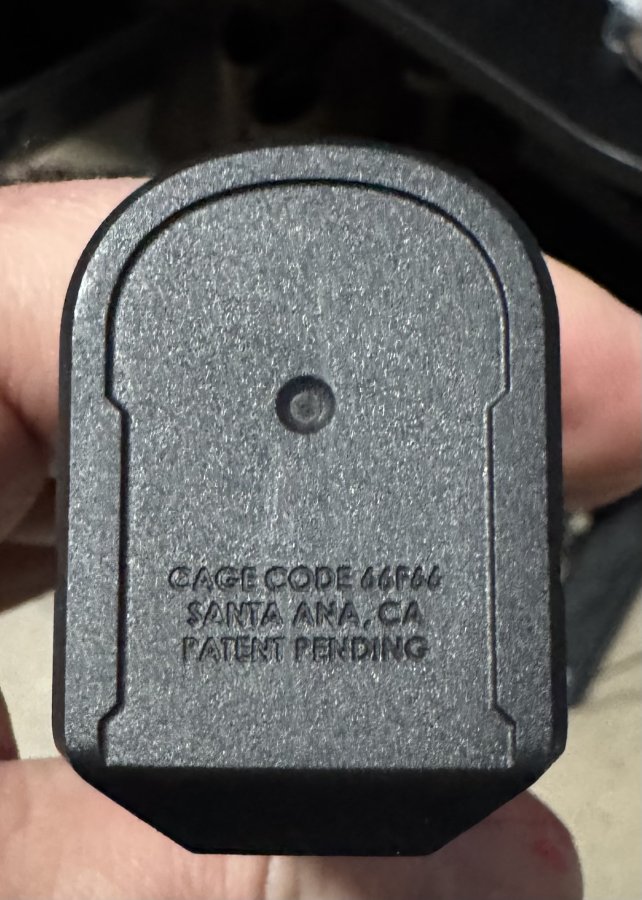 CAGE CODE 66F66
SANTA ANA, CA
PATENT PENDING